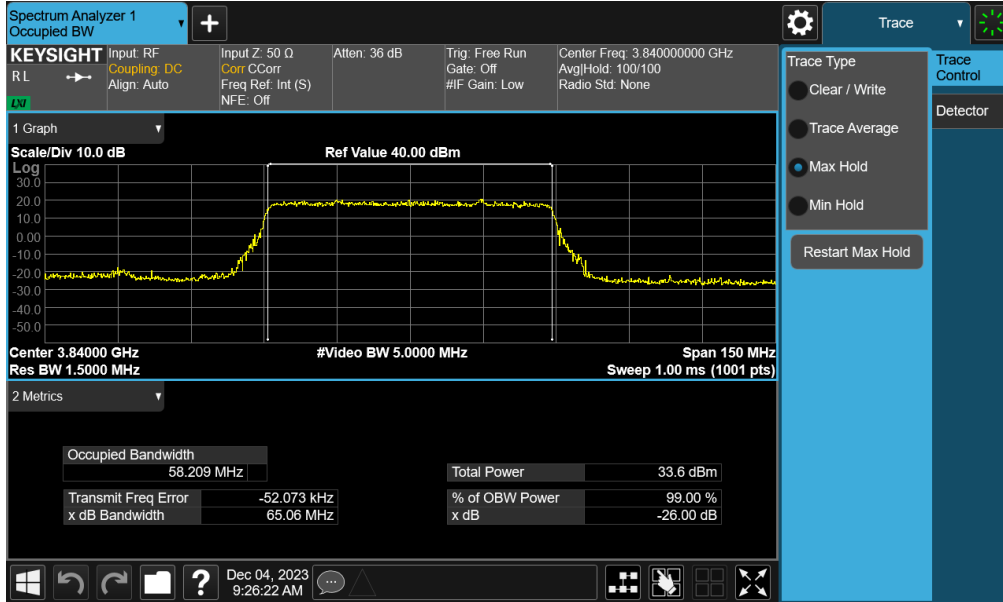 Spectrum Analyzer 1
Occupied BW
Trace
KEYSIGHT
RL
LXI
Input: RF
Coupling: DC
Align: Auto
Input Z: 50 Ω
Corr CCorr
Freq Ref: Int (S)
NFE: Off
Atten: 36 dB
Trig: Free Run
Gate: Off
#IF Gain: Low
Center Freq: 3.840000000 GHz
Avg|Hold: 100/100
Radio Std: None
1 Graph
Scale/Div 10.0 dB
Ref Value 40.00 dBm
Log
30.0
20.0
10.0
0.00
-10.0
-20.0
-30.0
-40.0
-50.0
Center 3.84000 GHz
#Video BW 5.0000 MHz
Span 150 MHz
Res BW 1.5000 MHz
Sweep 1.00 ms (1001 pts)
2 Metrics
Occupied Bandwidth
58.209 MHz
Total Power 33.6 dBm
Transmit Freq Error -52.073 kHz
% of OBW Power 99.00 %
x dB Bandwidth 65.06 MHz
x dB -26.00 dB
Trace Type
Clear / Write
Trace Average
Max Hold
Min Hold
Restart Max Hold
Trace
Control
Detector
?
Dec 04, 2023
9:26:22 AM